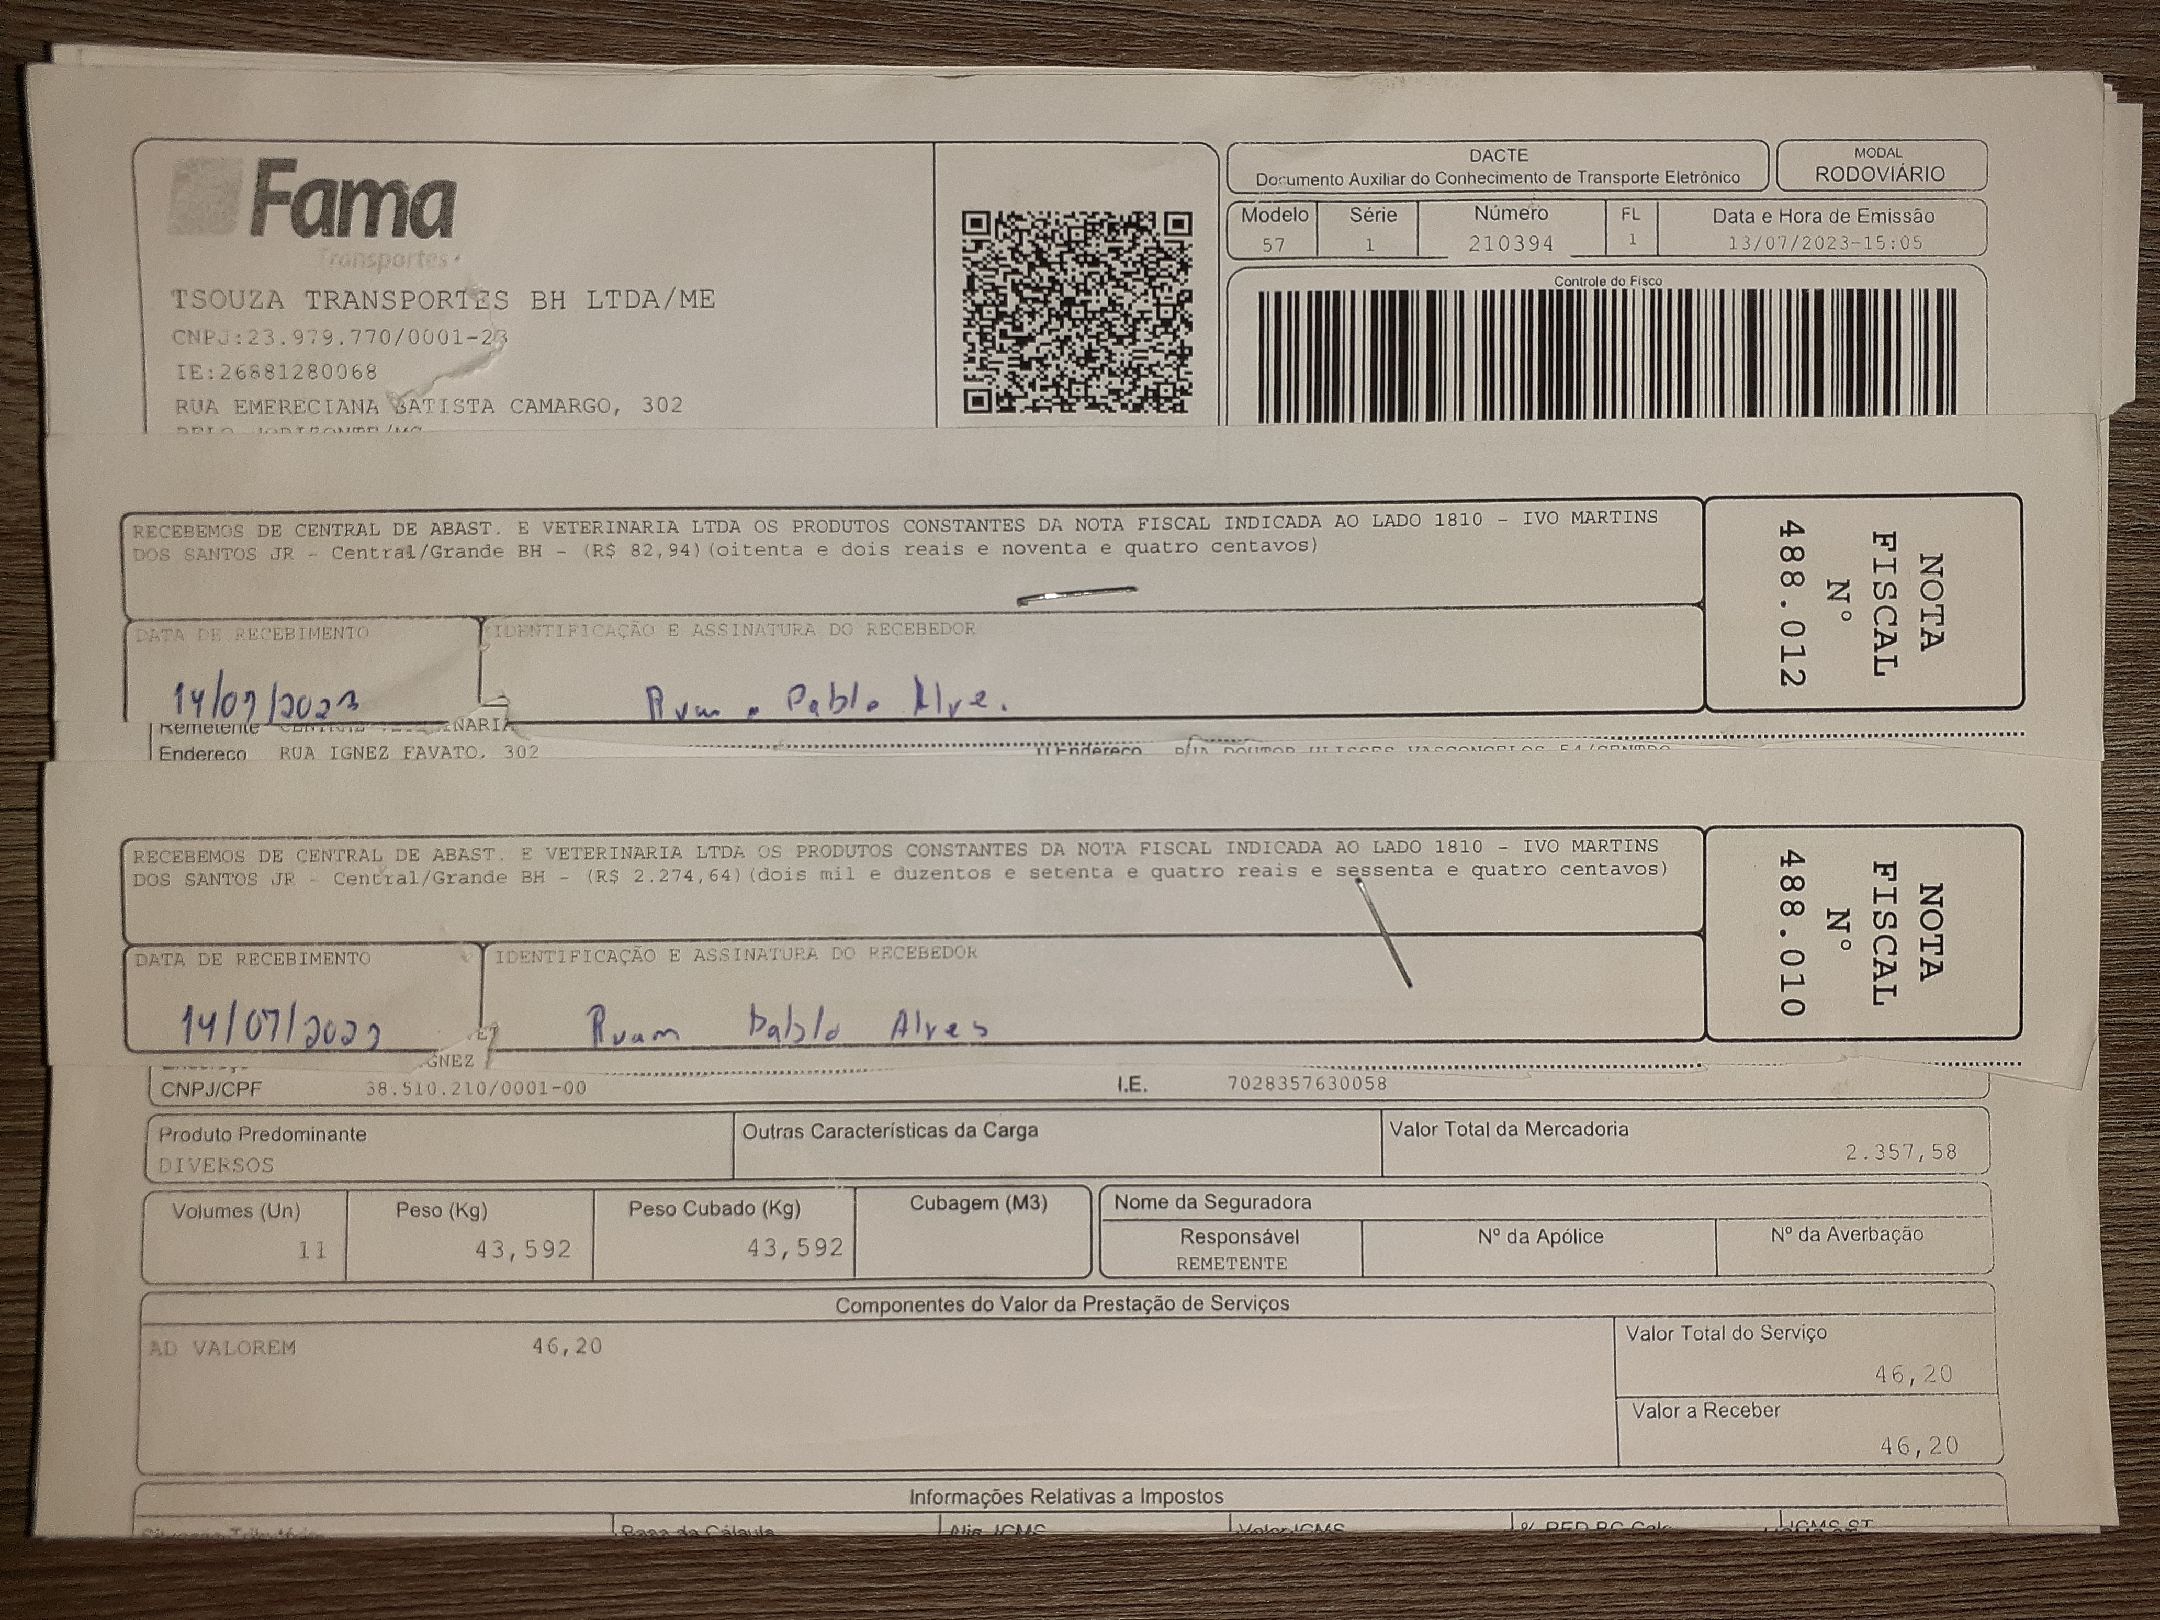 Fama
Transportes
TSOUZA TRANSPORTES BH LTDA/ME
CNPJ:23.979.770/0001-23
IE:26881280068
RUA EMERECIANA BATISTA CAMARGO, 302
DACTE
Documento Auxiliar do Conhecimento de Transporte Eletrônico
MODAL
RODOVIÁRIO
Modelo Série Número FL Data e Hora de Emissão
57 1 210394 1 13/07/2023-15:05
Controle do Fisco
RECEBEMOS DE CENTRAL DE ABAST. E VETERINARIA LTDA OS PRODUTOS CONSTANTES DA NOTA FISCAL INDICADA AO LADO 1810 - IVO MARTINS
DOS SANTOS JR - Central/Grande BH - (R$ 82,94)(oitenta e dois reais e noventa e quatro centavos)
DATA DE RECEBIMENTO IDENTIFICAÇÃO E ASSINATURA DO RECEBEDOR
14/07/2023 Pablo
NOTA
FISCAL
Nº
488.012
Remetente
Endereço RUA IGNEZ FAVATO, 302
Endereço RUA DOUTOR ULISSES VASCONCELOS 54/CENTRO
RECEBEMOS DE CENTRAL DE ABAST. E VETERINARIA LTDA OS PRODUTOS CONSTANTES DA NOTA FISCAL INDICADA AO LADO 1810 - IVO MARTINS
DOS SANTOS JR - Central/Grande BH - (R$ 2.274,64)(dois mil e duzentos e setenta e quatro reais e sessenta e quatro centavos)
DATA DE RECEBIMENTO IDENTIFICAÇÃO E ASSINATURA DO RECEBEDOR
14/07/2023 Ruam Pablo Alves
NOTA
FISCAL
Nº
488.010
GNEZ
CNPJ/CPF 38.510.210/0001-00 I.E. 7028357630058
Produto Predominante Outras Características da Carga Valor Total da Mercadoria
DIVERSOS 2.357,58
Volumes (Un) Peso (Kg) Peso Cubado (Kg) Cubagem (M3)
11 43,592 43,592
Nome da Seguradora
Responsável Nº da Apólice Nº da Averbação
REMETENTE
Componentes do Valor da Prestação de Serviços
AD VALOREM 46,20
Valor Total do Serviço
46,20
Valor a Receber
46,20
Informações Relativas a Impostos